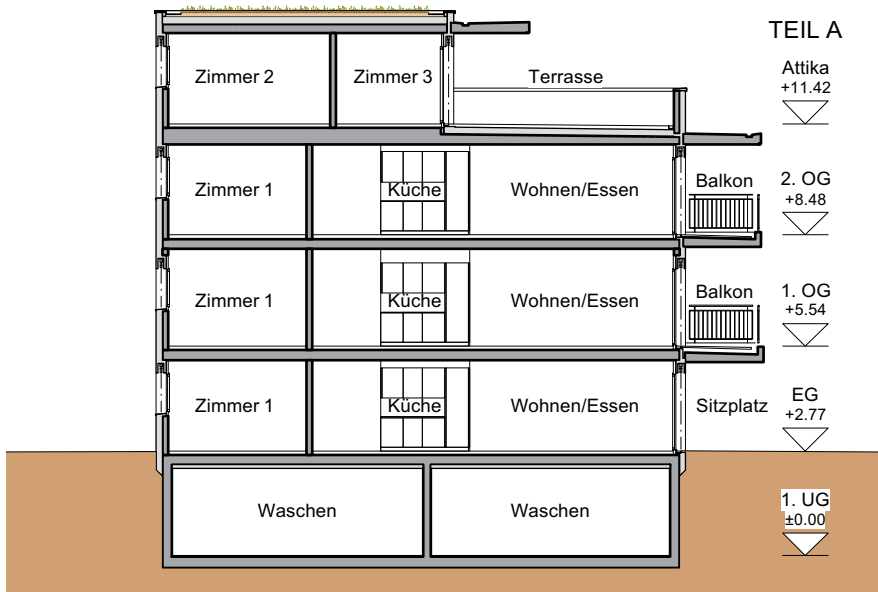 TEIL A
Zimmer 2 Zimmer 3 Terrasse Attika
+11.42
Zimmer 1 Küche Wohnen/Essen Balkon 2. OG
+8.48
Zimmer 1 Küche Wohnen/Essen Balkon 1. OG
+5.54
Zimmer 1 Küche Wohnen/Essen Sitzplatz EG
+2.77
Waschen Waschen 1. UG
±0.00